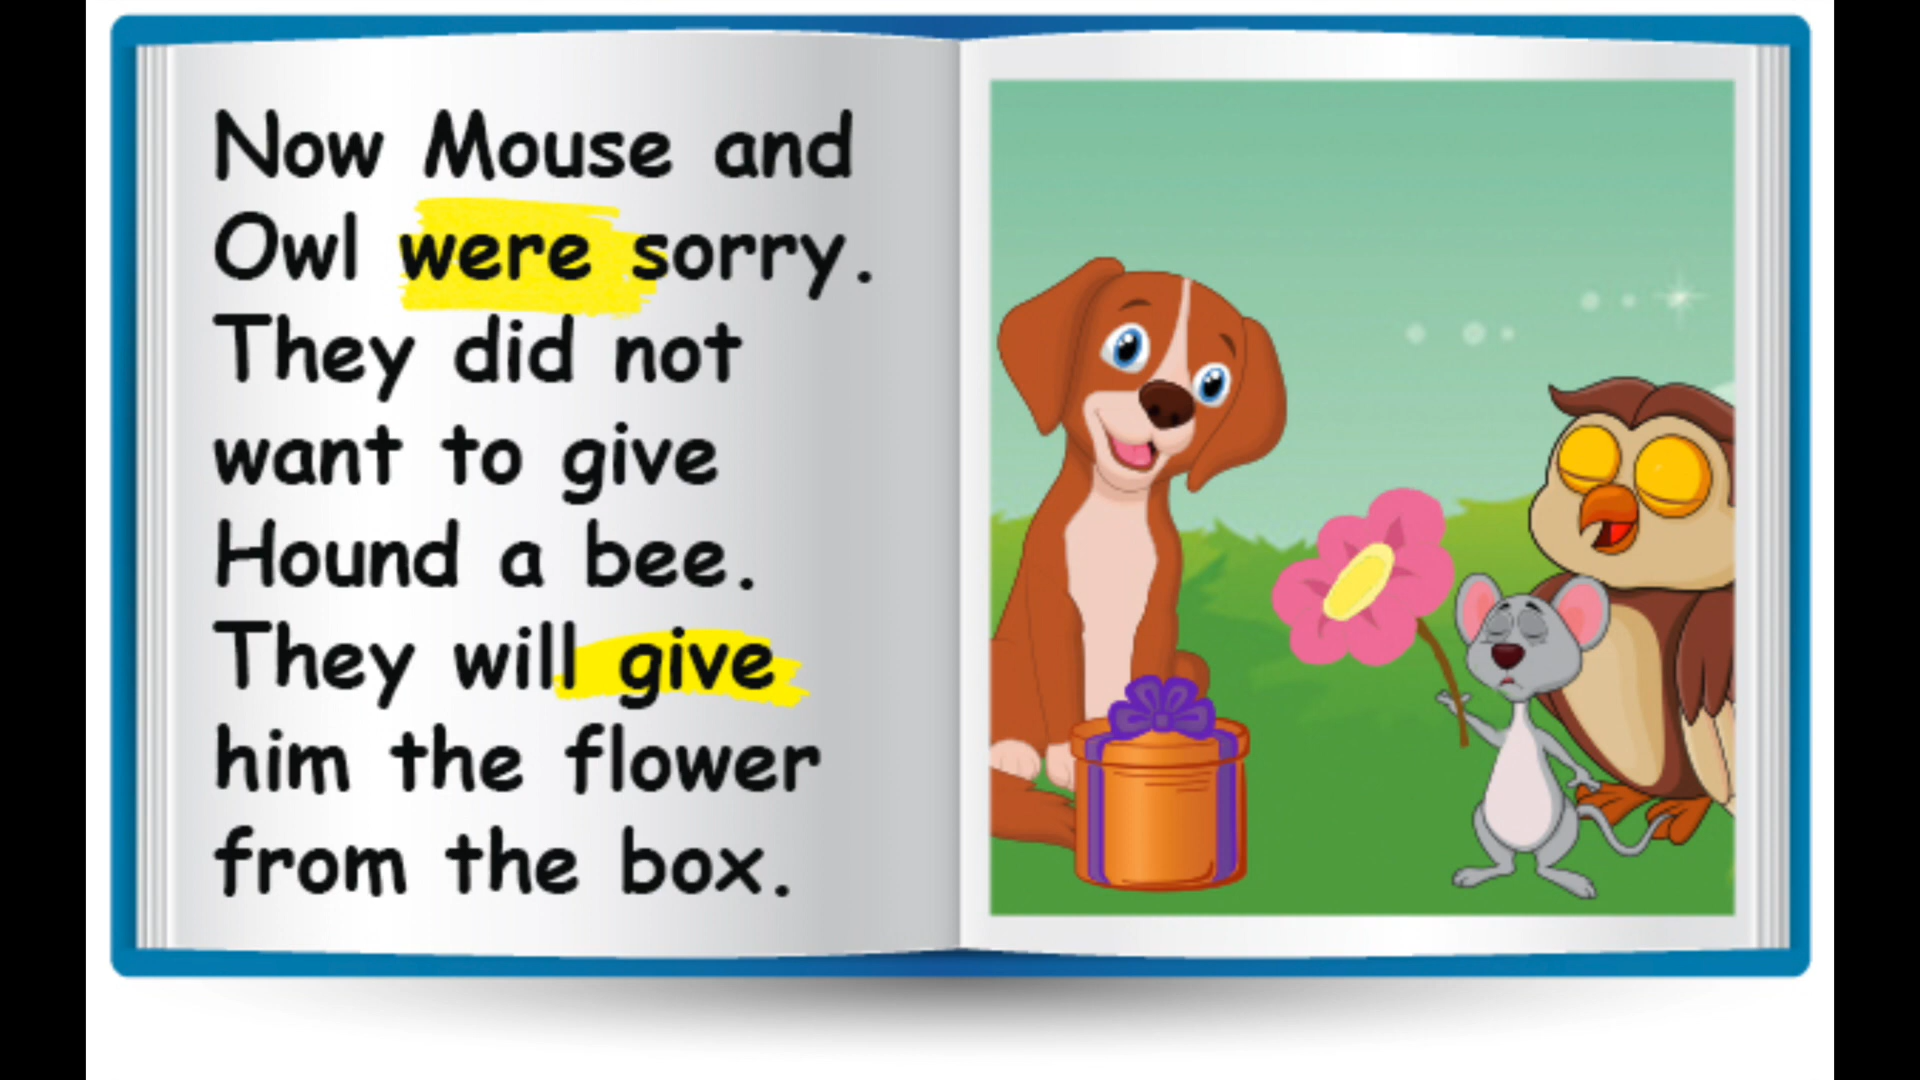 Now Mouse and
Owl were sorry.
They did not
want to give
Hound a bee.
They will give
him the flower
from the box.